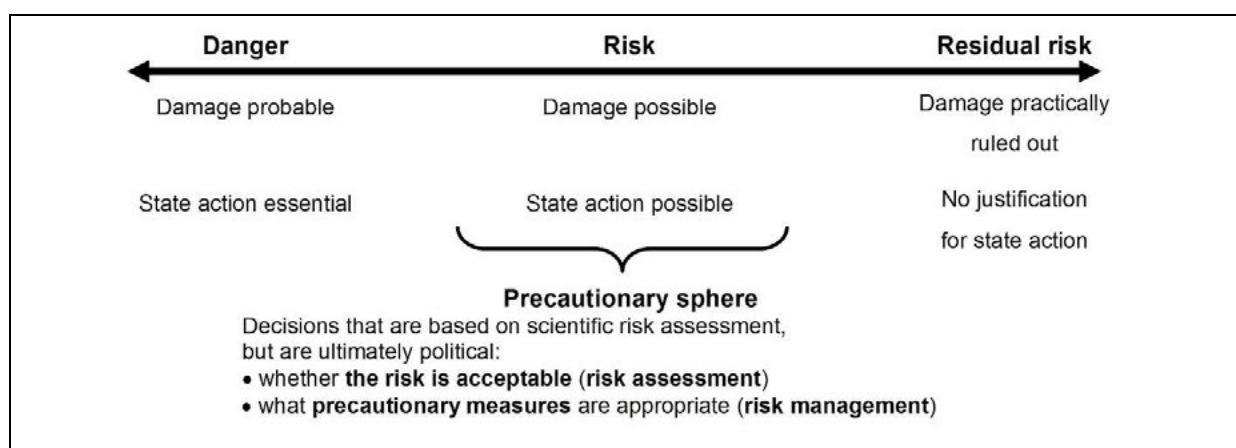 Danger Risk Residual risk
Damage probable Damage possible Damage practically
ruled out
State action essential State action possible No justification
for state action
Precautionary sphere
Decisions that are based on scientific risk assessment,
but are ultimately political:
• whether the risk is acceptable (risk assessment)
• what precautionary measures are appropriate (risk management)